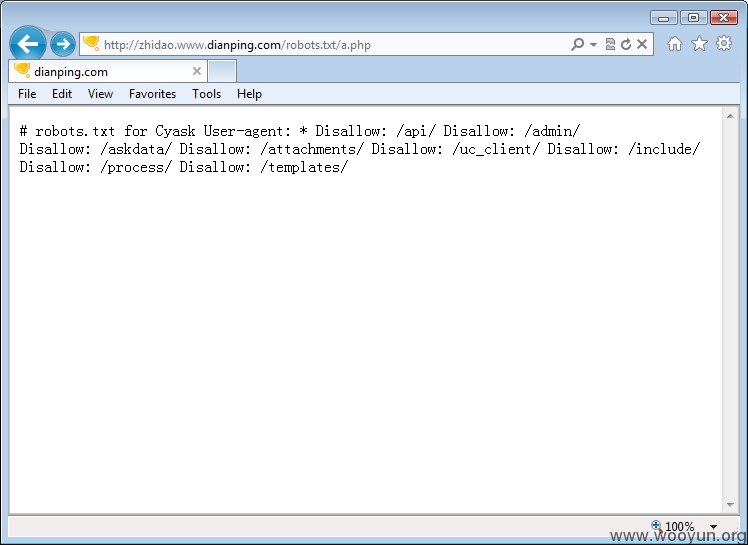 http://zhidao.www.dianping.com/robots.txt/a.php
dianping.com
File Edit View Favorites Tools Help
# robots.txt for Cyask User-agent: * Disallow: /api/ Disallow: /admin/
Disallow: /askdata/ Disallow: /attachments/ Disallow: /uc_client/ Disallow: /include/
Disallow: /process/ Disallow: /templates/
100%
www.wooyun.org